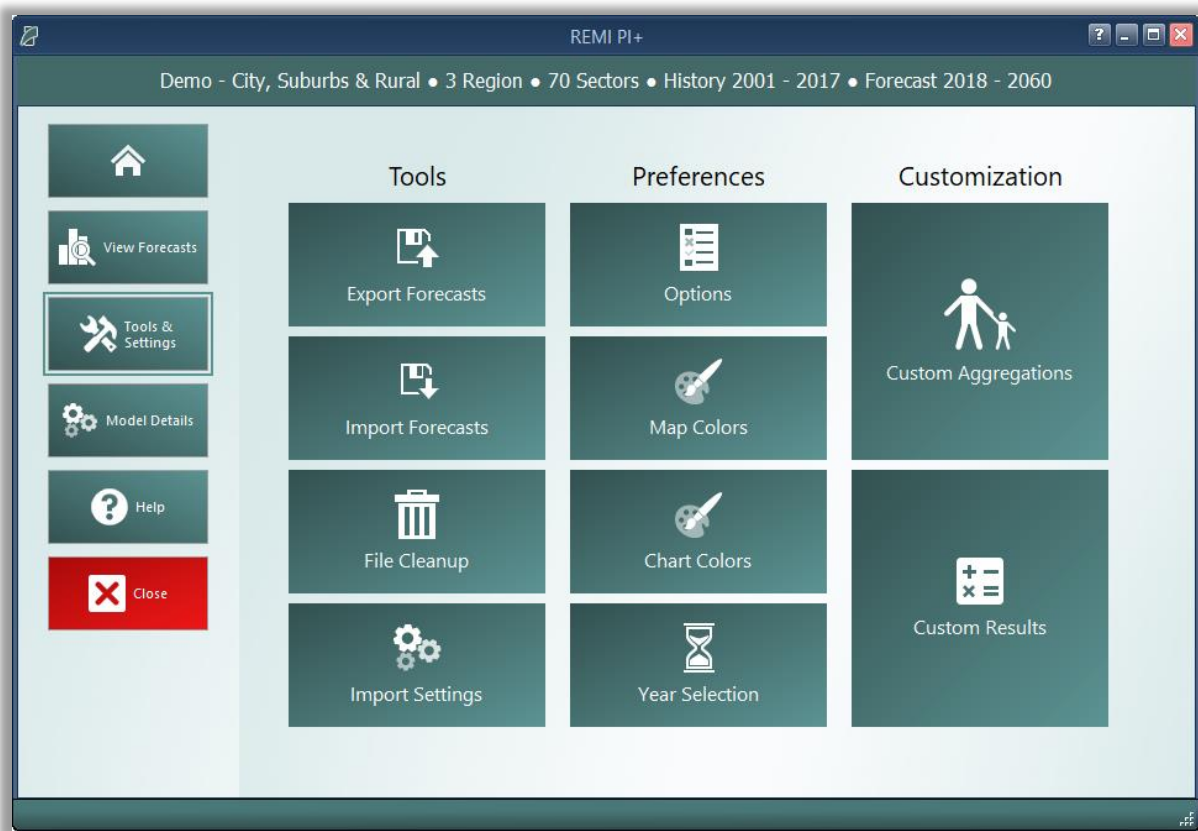 REMI PI+
Demo - City, Suburbs & Rural ● 3 Region ● 70 Sectors ● History 2001 - 2017 ● Forecast 2018 - 2060
View Forecasts
Tools &
Settings
Model Details
Help
Close
Tools
Export Forecasts
Import Forecasts
File Cleanup
Import Settings
Preferences
Options
Map Colors
Chart Colors
Year Selection
Customization
Custom Aggregations
Custom Results